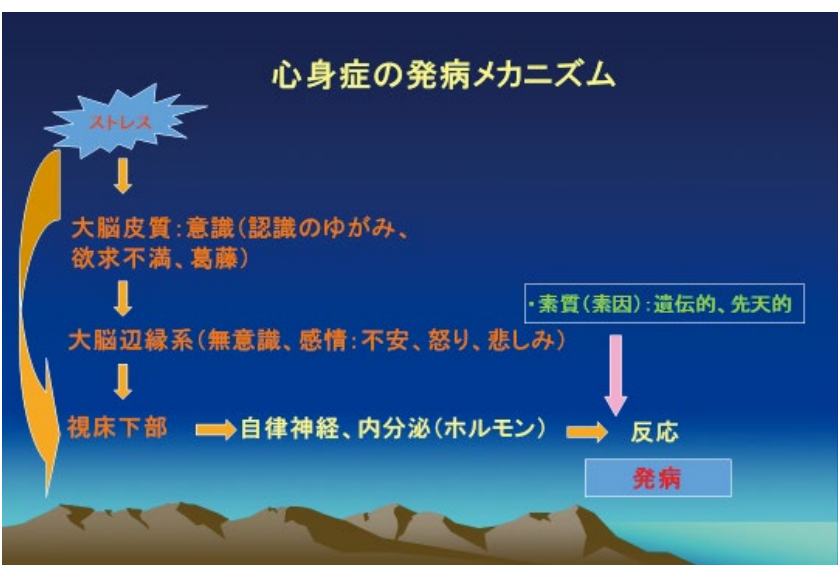 心身症の発病メカニズム
ストレス
大脳皮質:意識(認識のゆがみ、
欲求不満、葛藤)
・素質(素因):遺伝的、先天的
大脳辺縁系(無意識、感情:不安、怒り、悲しみ)
視床下部
自律神経、内分泌(ホルモン)
反応
発病